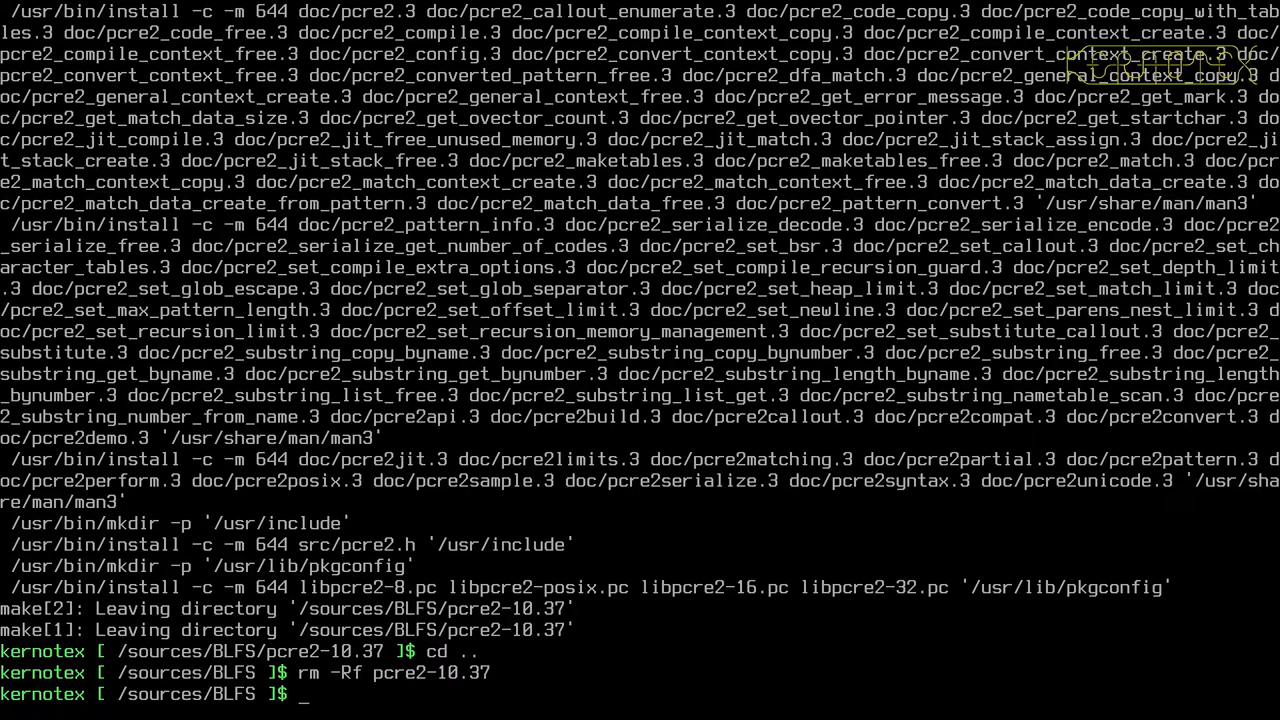 /usr/bin/install -c -m 644 doc/pcre2.3 doc/pcre2_callout_enumerate.3 doc/pcre2_code_copy.3 doc/pcre2_code_copy_with_tab
les.3 doc/pcre2_code_free.3 doc/pcre2_compile.3 doc/pcre2_compile_context_copy.3 doc/pcre2_compile_context_create.3 doc/
pcre2_compile_context_free.3 doc/pcre2_config.3 doc/pcre2_convert_context_copy.3 doc/pcre2_convert_context_create.3 doc/
pcre2_convert_context_free.3 doc/pcre2_converted_pattern_free.3 doc/pcre2_dfa_match.3 doc/pcre2_general_context_copy.3 d
oc/pcre2_general_context_create.3 doc/pcre2_general_context_free.3 doc/pcre2_get_error_message.3 doc/pcre2_get_mark.3 do
c/pcre2_get_match_data_size.3 doc/pcre2_get_ovector_count.3 doc/pcre2_get_ovector_pointer.3 doc/pcre2_get_startchar.3 do
c/pcre2_jit_compile.3 doc/pcre2_jit_free_unused_memory.3 doc/pcre2_jit_match.3 doc/pcre2_jit_stack_assign.3 doc/pcre2_ji
t_stack_create.3 doc/pcre2_jit_stack_free.3 doc/pcre2_maketables.3 doc/pcre2_maketables_free.3 doc/pcre2_match.3 doc/pcr
e2_match_context_copy.3 doc/pcre2_match_context_create.3 doc/pcre2_match_context_free.3 doc/pcre2_match_data_create.3 do
c/pcre2_match_data_create_from_pattern.3 doc/pcre2_match_data_free.3 doc/pcre2_pattern_convert.3 '/usr/share/man/man3'
 /usr/bin/install -c -m 644 doc/pcre2_pattern_info.3 doc/pcre2_serialize_decode.3 doc/pcre2_serialize_encode.3 doc/pcre2
_serialize_free.3 doc/pcre2_serialize_get_number_of_codes.3 doc/pcre2_set_bsr.3 doc/pcre2_set_callout.3 doc/pcre2_set_ch
aracter_tables.3 doc/pcre2_set_compile_extra_options.3 doc/pcre2_set_compile_recursion_guard.3 doc/pcre2_set_depth_limit
.3 doc/pcre2_set_glob_escape.3 doc/pcre2_set_glob_separator.3 doc/pcre2_set_heap_limit.3 doc/pcre2_set_match_limit.3 doc
/pcre2_set_max_pattern_length.3 doc/pcre2_set_offset_limit.3 doc/pcre2_set_newline.3 doc/pcre2_set_parens_nest_limit.3 d
oc/pcre2_set_recursion_limit.3 doc/pcre2_set_recursion_memory_management.3 doc/pcre2_set_substitute_callout.3 doc/pcre2_
substitute.3 doc/pcre2_substring_copy_byname.3 doc/pcre2_substring_copy_bynumber.3 doc/pcre2_substring_free.3 doc/pcre2_
substring_get_byname.3 doc/pcre2_substring_get_bynumber.3 doc/pcre2_substring_length_byname.3 doc/pcre2_substring_length
_bynumber.3 doc/pcre2_substring_list_free.3 doc/pcre2_substring_list_get.3 doc/pcre2_substring_nametable_scan.3 doc/pcre
2_substring_number_from_name.3 doc/pcre2api.3 doc/pcre2build.3 doc/pcre2callout.3 doc/pcre2compat.3 doc/pcre2convert.3 d
oc/pcre2demo.3 '/usr/share/man/man3'
 /usr/bin/install -c -m 644 doc/pcre2jit.3 doc/pcre2limits.3 doc/pcre2matching.3 doc/pcre2partial.3 doc/pcre2pattern.3 d
oc/pcre2perform.3 doc/pcre2posix.3 doc/pcre2sample.3 doc/pcre2serialize.3 doc/pcre2syntax.3 doc/pcre2unicode.3 '/usr/sha
re/man/man3'
 /usr/bin/mkdir -p '/usr/include'
 /usr/bin/install -c -m 644 src/pcre2.h '/usr/include'
 /usr/bin/mkdir -p '/usr/lib/pkgconfig'
 /usr/bin/install -c -m 644 libpcre2-8.pc libpcre2-posix.pc libpcre2-16.pc libpcre2-32.pc '/usr/lib/pkgconfig'
make[2]: Leaving directory '/sources/BLFS/pcre2-10.37'
make[1]: Leaving directory '/sources/BLFS/pcre2-10.37'
kernotex [ /sources/BLFS/pcre2-10.37 ]$ cd ..
kernotex [ /sources/BLFS ]$ rm -Rf pcre2-10.37
kernotex [ /sources/BLFS ]$ _
KERNOTEX